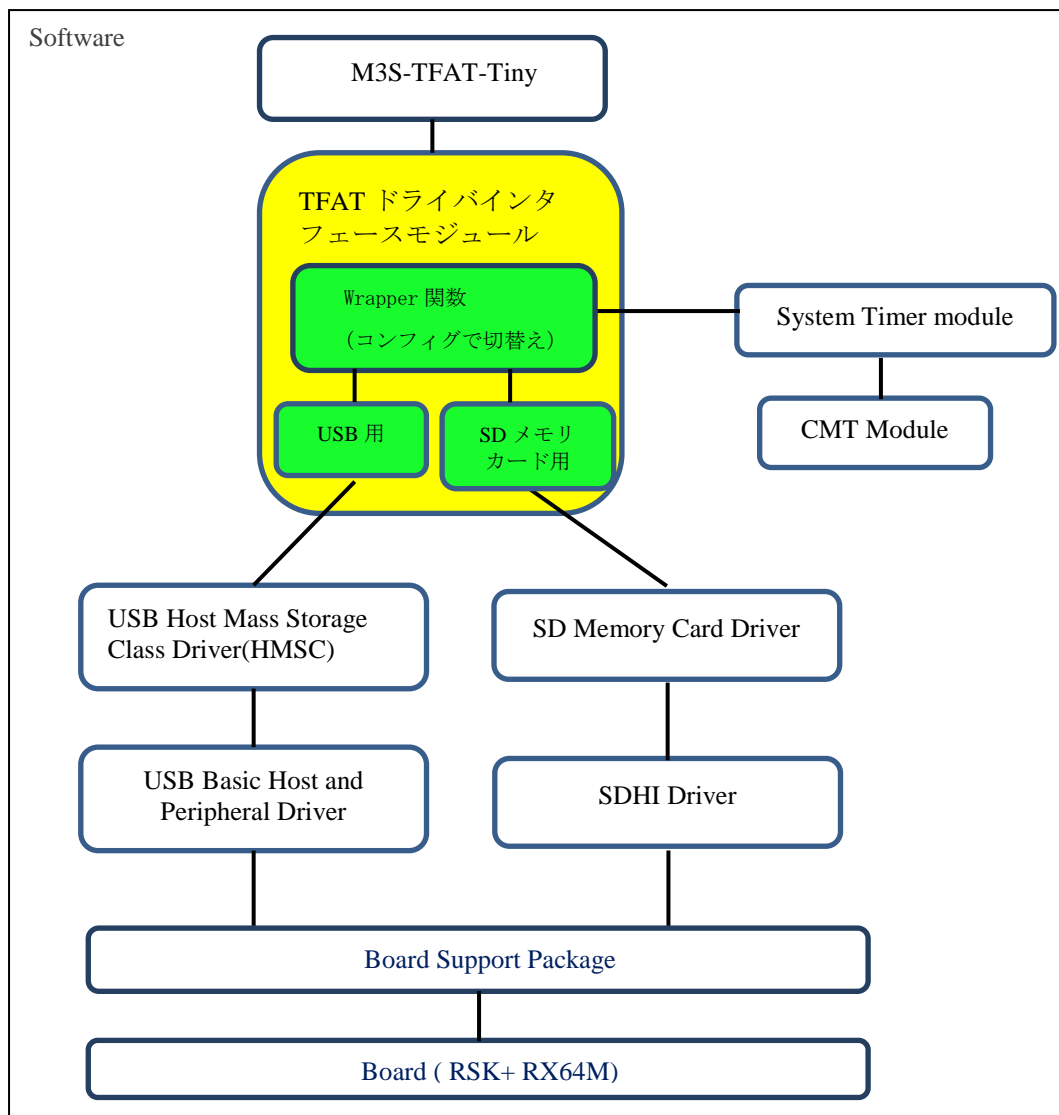 Software
M3S-TFAT-Tiny
TFAT ドライバインタ
フェースモジュール
Wrapper 関数
（コンフィグで切替え）
System Timer module
USB 用
SD メモリ
カード用
CMT Module
USB Host Mass Storage
Class Driver(HMSC)
SD Memory Card Driver
USB Basic Host and
Peripheral Driver
SDHI Driver
Board Support Package
Board ( RSK+ RX64M)